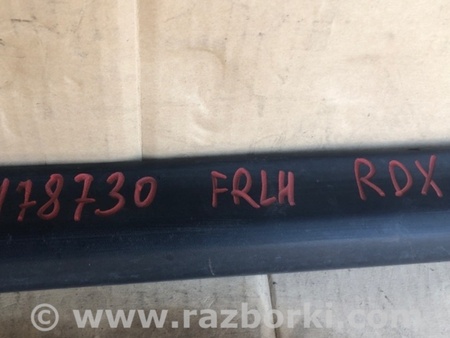 178730 FRLH RDX
© www.razborki.com